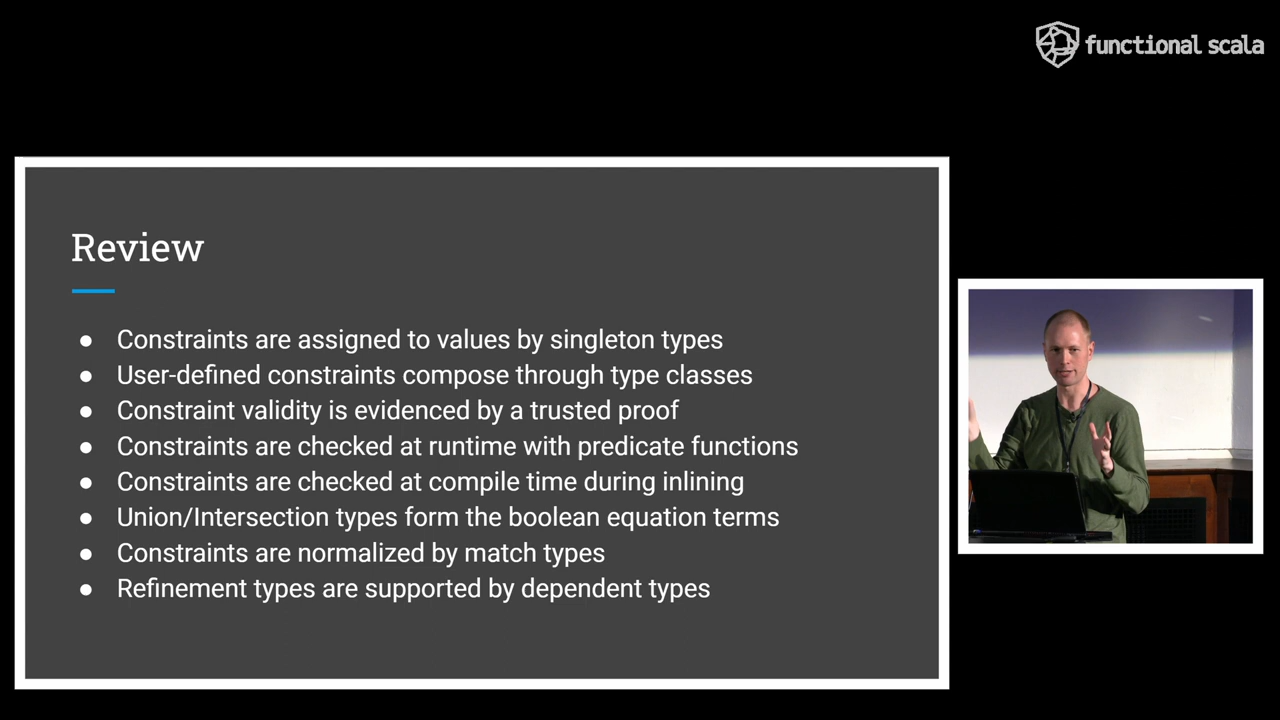 functional scala
Review
● Constraints are assigned to values by singleton types
● User-defined constraints compose through type classes
● Constraint validity is evidenced by a trusted proof
● Constraints are checked at runtime with predicate functions
● Constraints are checked at compile time during inlining
● Union/Intersection types form the boolean equation terms
● Constraints are normalized by match types
● Refinement types are supported by dependent types